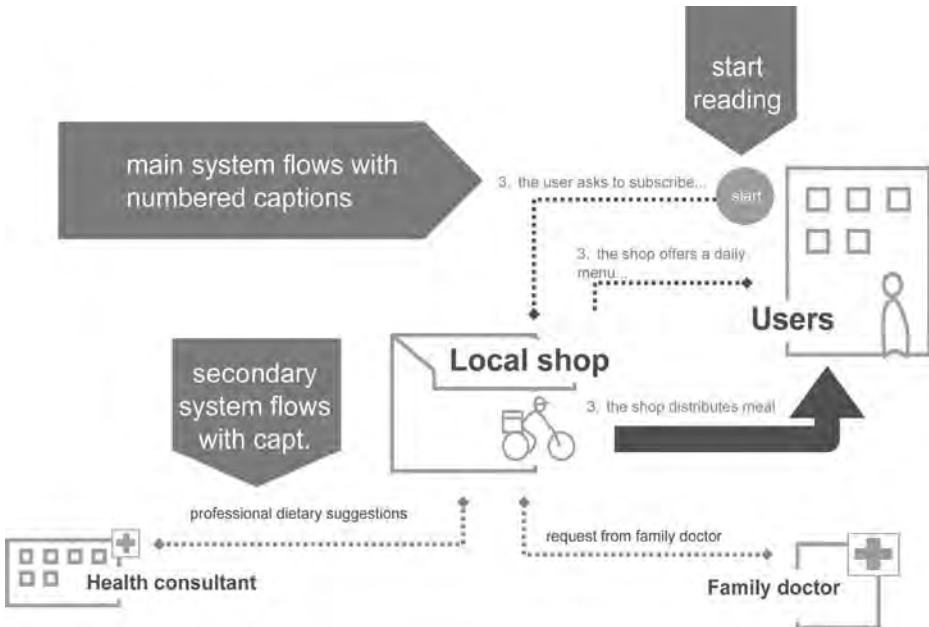 start
reading
main system flows with
numbered captions
3. the user asks to subscribe...
start
3. the shop offers a daily
menu...
Users
Local shop
secondary
system flows
with capt.
3. the shop distributes meal
professional dietary suggestions
request from family doctor
Health consultant
Family doctor